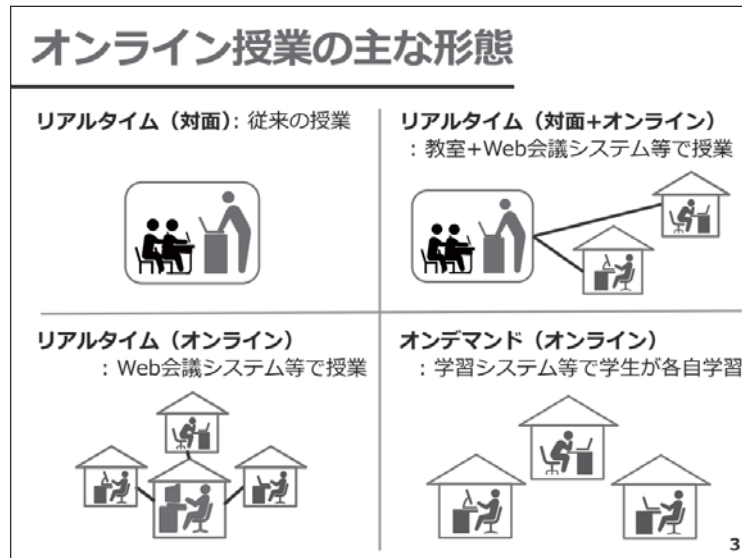 オンライン授業の主な形態
リアルタイム（対面）: 従来の授業
リアルタイム（対面+オンライン）
: 教室+Web会議システム等で授業
リアルタイム（オンライン）
: Web会議システム等で授業
オンデマンド（オンライン）
: 学習システム等で学生が各自学習
3